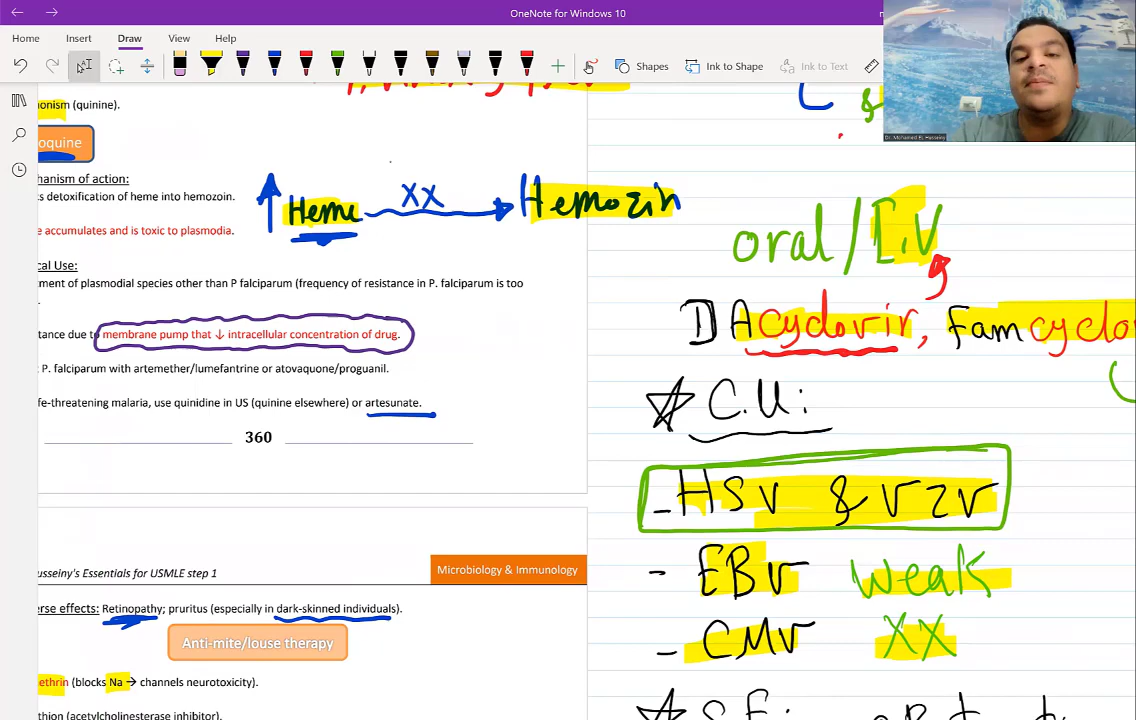 OneNote for Windows 10
Home Insert Draw View Help
Shapes Ink to Shape Ink to Text
Dr. Mohamed EL Husseiny
onism (quinine).
oquine
hanism of action:
s detoxification of heme into hemozoin.
e accumulates and is toxic to plasmodia.
Heme xx Hemozin
cal Use:
ment of plasmodial species other than P falciparum (frequency of resistance in P. falciparum is too
tance due to membrane pump that ↓ intracellular concentration of drug.
P. falciparum with artemether/lumefantrine or atovaquone/proguanil.
fe-threatening malaria, use quinidine in US (quinine elsewhere) or artesunate.
360
usseiny's Essentials for USMLE step 1
Microbiology & Immunology
erse effects: Retinopathy; pruritus (especially in dark-skinned individuals).
Anti-mite/louse therapy
ethrin (blocks Na → channels neurotoxicity).
thion (acetylcholinesterase inhibitor).
oral / I.V
Acyclovir, Famcyclo
C.U:
- HSV & VZV
- EBV weak
- CMV XX